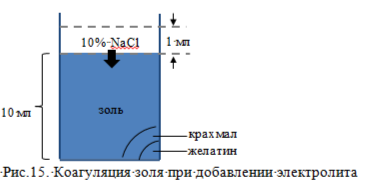 10% NaCl
1 мл
золь
10 мл
крахмал
желатин
Рис.15. Коагуляция золя при добавлении электролита